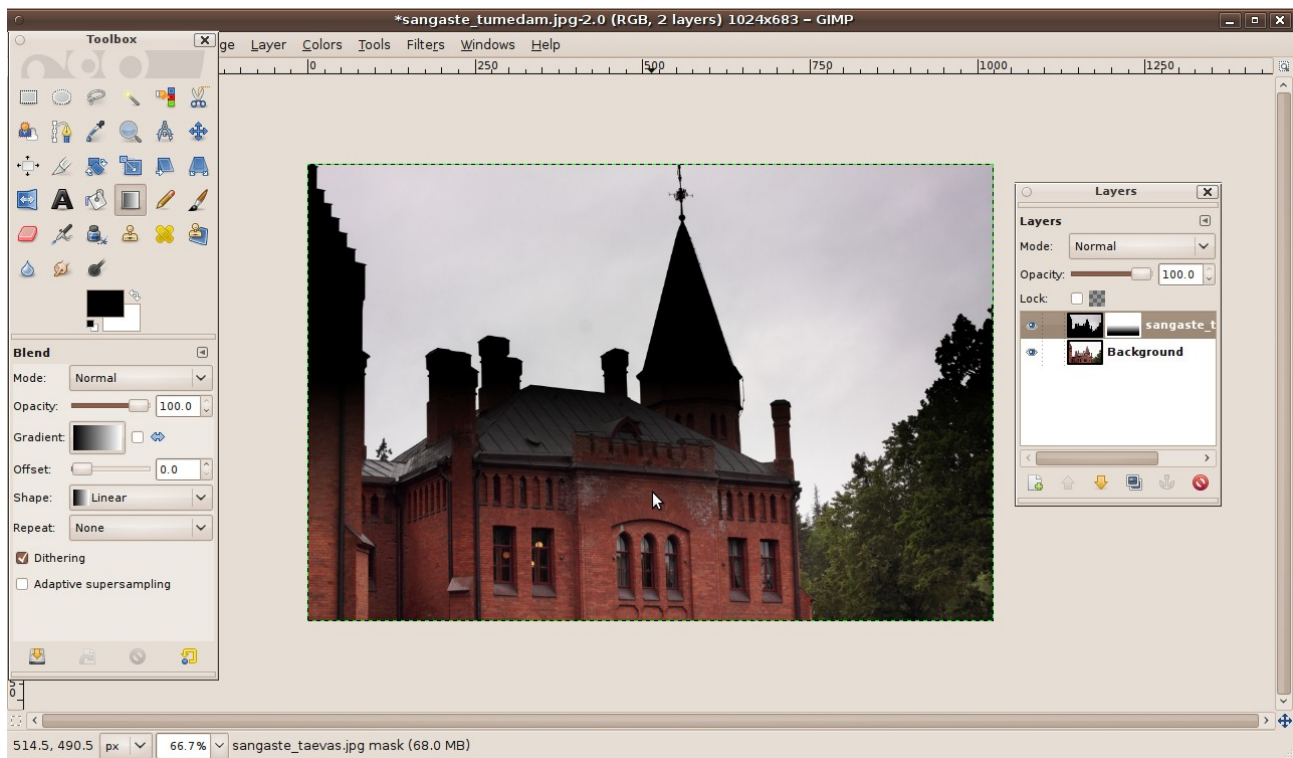 *sangaste_tumedam.jpg-2.0 (RGB, 2 layers) 1024x683 – GIMP
Toolbox
ge Layer Colors Tools Filters Windows Help
0 250 500 750 1000 1250
Layers
Layers
Mode: Normal
Opacity: 100.0
Lock:
sangaste_t
Background
Blend
Mode: Normal
Opacity: 100.0
Gradient:
Offset: 0.0
Shape: Linear
Repeat: None
Dithering
Adaptive supersampling
5
0
514.5, 490.5 px 66.7% sangaste_taevas.jpg mask (68.0 MB)